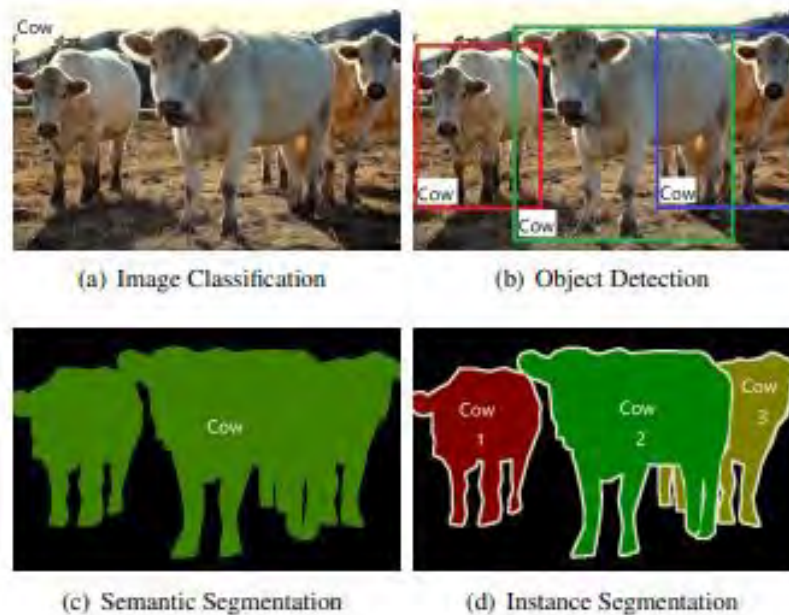 Cow
Cow
Cow
Cow
(a) Image Classification
(b) Object Detection
Cow
Cow
1
Cow
2
Cow
3
(c) Semantic Segmentation
(d) Instance Segmentation